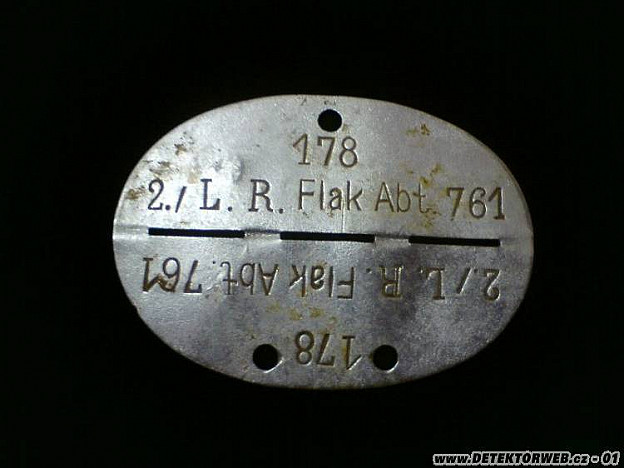 178
2./ L. R. Flak Abt. 761
2./ L. R. Flak Abt. 761
178
www.DETEKTORWEB.cz - 01